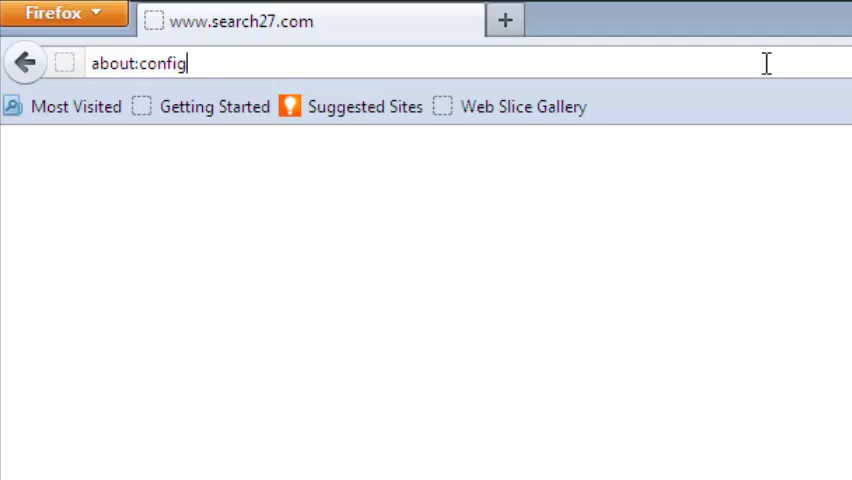 Firefox
www.search27.com
about:config
Most Visited Getting Started Suggested Sites Web Slice Gallery